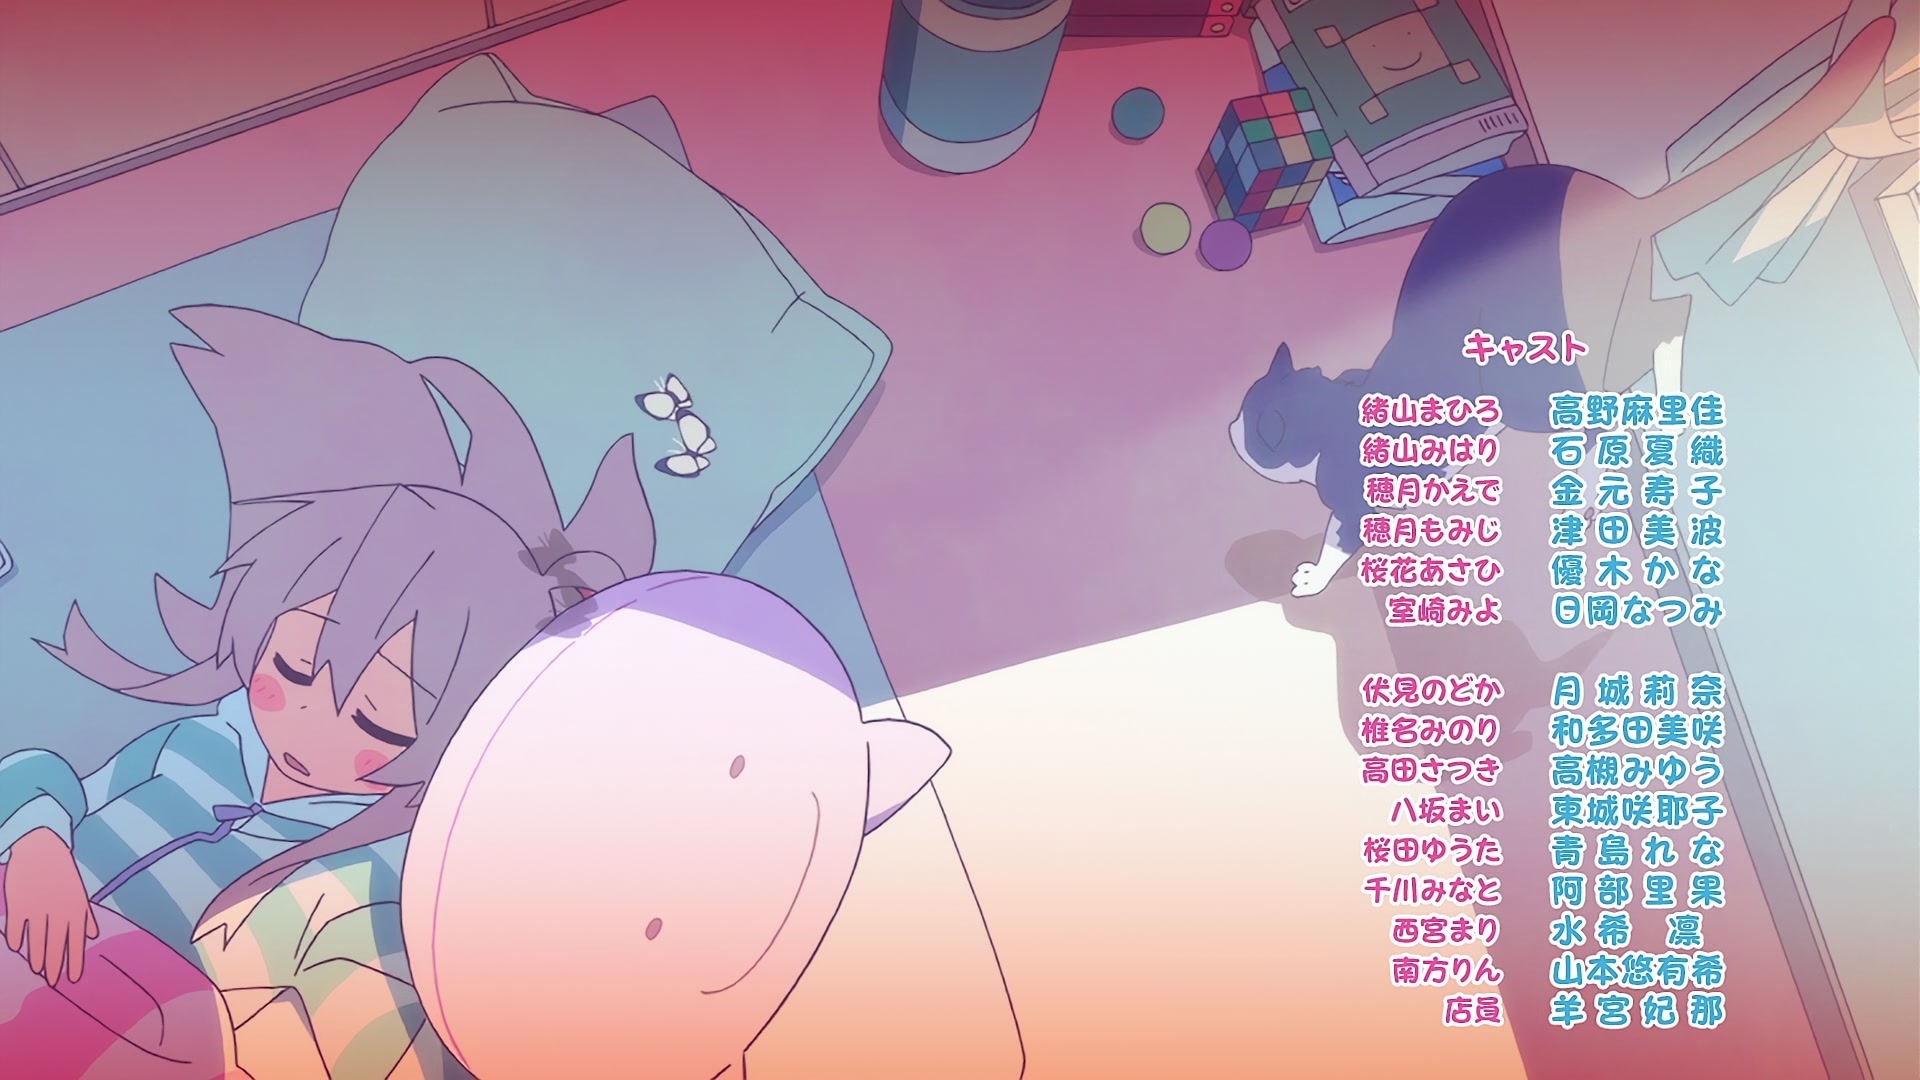 キャスト
緒山まひろ 高野麻里佳
緒山みはり 石原夏織
穂月かえで 金元寿子
穂月もみじ 津田美波
桜花あさひ 優木かな
室崎みよ 日岡なつみ
伏見のどか 月城莉奈
椎名みのり 和多田美咲
高田さつき 高槻みゆう
八坂まい 東城咲耶子
桜田ゆうた 青島れな
千川みなと 阿部里果
西宮まり 水希凛
南方りん 山本悠有希
店員 羊宮妃那